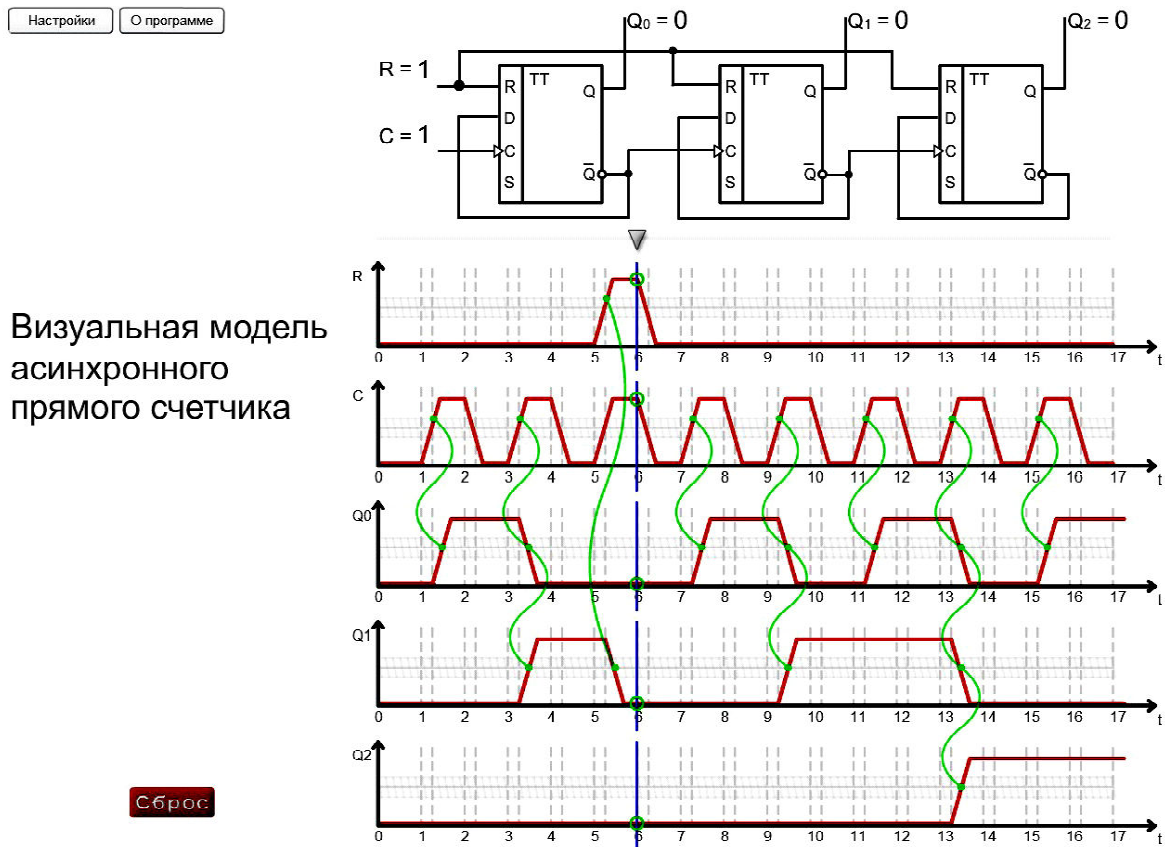 Настройки О программе
Q0 = 0 Q1 = 0 Q2 = 0
R = 1
C = 1
R TT Q
D
C Q
S
R TT Q
D
C Q
S
R TT Q
D
C Q
S
Визуальная модель
асинхронного
прямого счетчика
R
0 1 2 3 4 5 6 7 8 9 10 11 12 13 14 15 16 17 t
C
0 1 2 3 4 5 6 7 8 9 10 11 12 13 14 15 16 17 t
Q0
0 1 2 3 4 5 6 7 8 9 10 11 12 13 14 15 16 17
Q1
0 1 2 3 4 5 6 7 8 9 10 11 12 13 14 15 16 17 t
Q2
0 1 2 3 4 5 6 7 8 9 10 11 12 13 14 15 16 17 t
Сброс